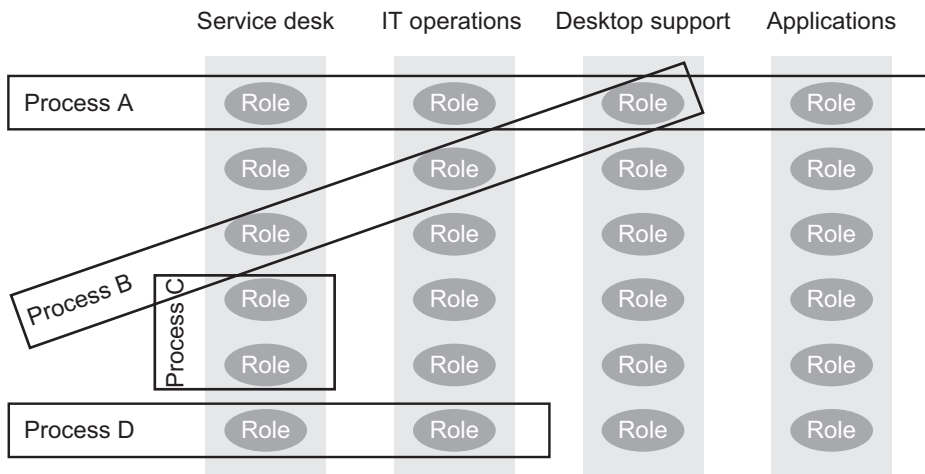 Service desk IT operations Desktop support Applications
Process A Role Role Role Role
Role Role Role Role
Role Role Role Role
Process B Process C Role Role Role Role
Role Role Role Role
Process D Role Role Role Role